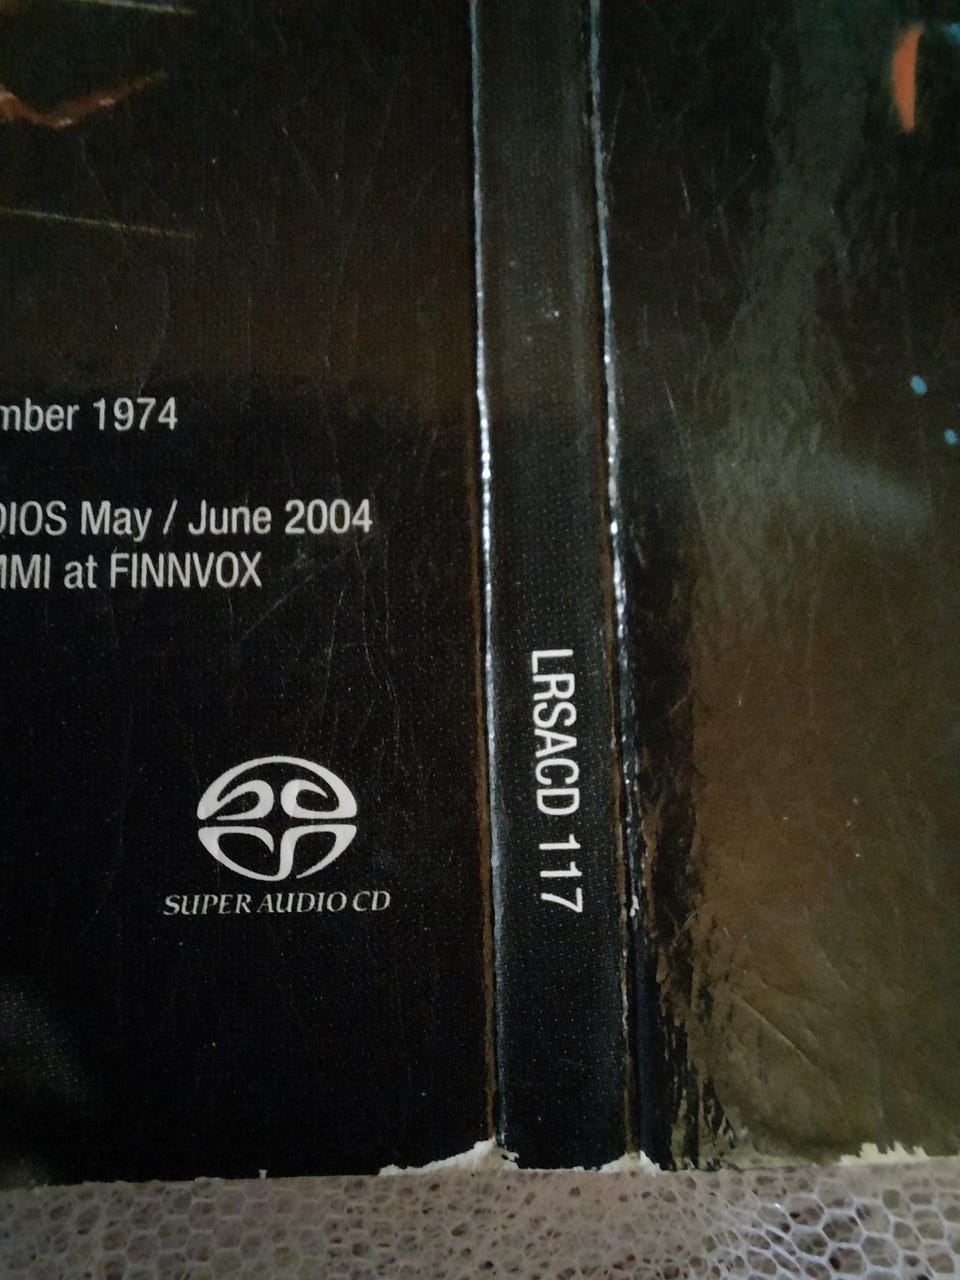 mber 1974
DIOS May / June 2004
MMI at FINNVOX
SUPER AUDIO CD
LRSACD 117